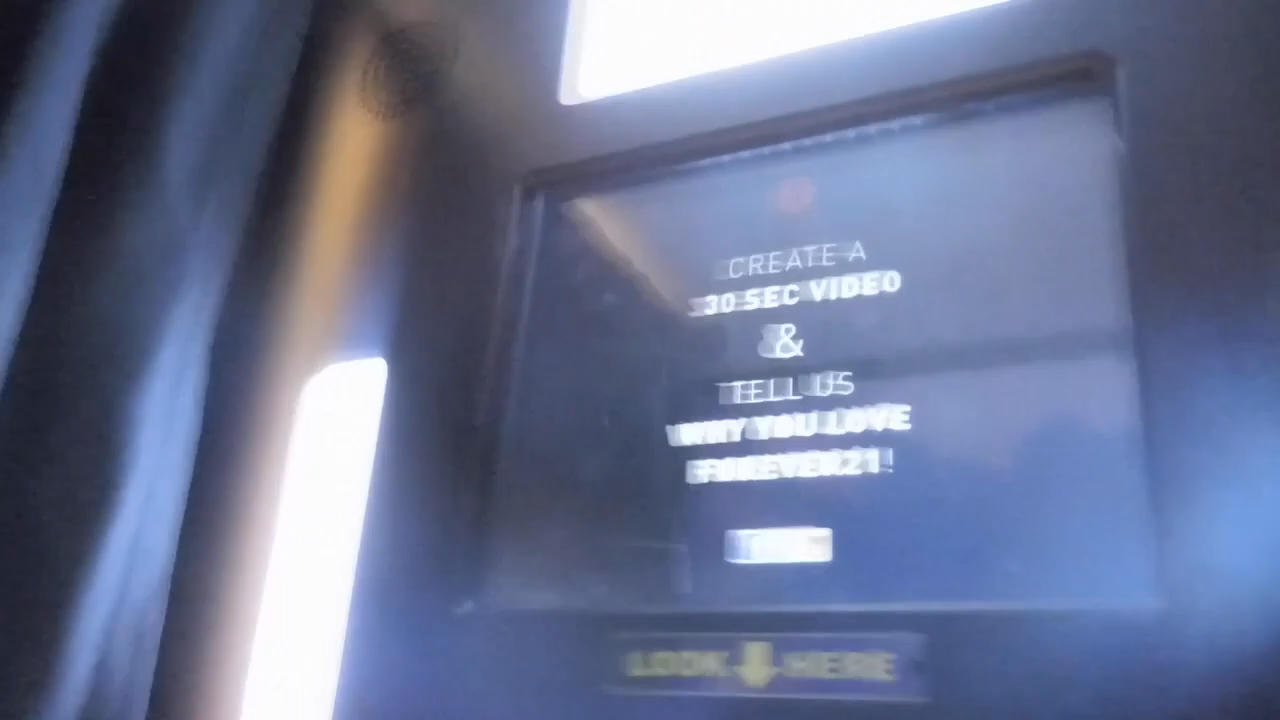 CREATE A
30 SEC VIDEO
&
TELL US
WHY YOU LOVE
FOREVER21!
LOOK HERE